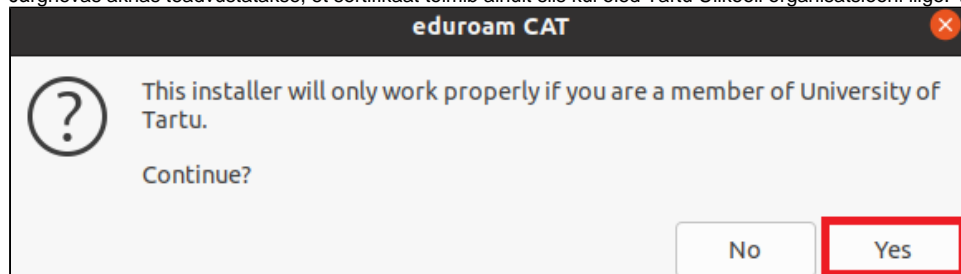 eduroam CAT
This installer will only work properly if you are a member of University of
Tartu.
Continue?
No
Yes